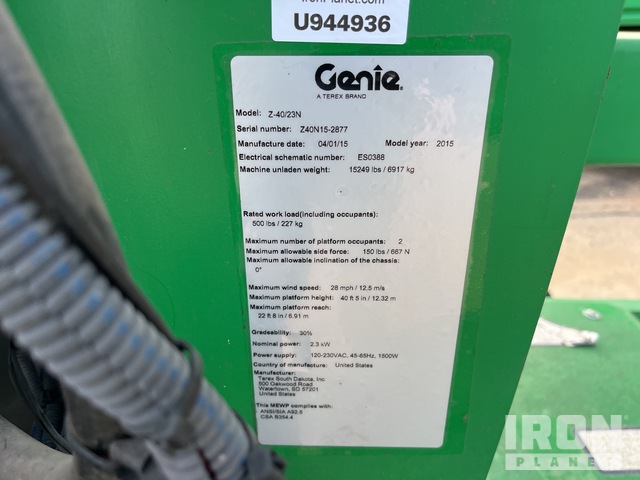 IronPlanet.com
U944936
Genie
A TEREX BRAND
Model: Z-40/23N
Serial number: Z40N15-2877
Manufacture date: 04/01/15 Model year: 2015
Electrical schematic number: ES0388
Machine unladen weight: 15249 lbs / 6917 kg
Rated work load(including occupants):
500 lbs / 227 kg
Maximum number of platform occupants: 2
Maximum allowable side force: 150 lbs / 667 N
Maximum allowable inclination of the chassis:
0°
Maximum wind speed: 28 mph / 12.5 m/s
Maximum platform height: 40 ft 5 in / 12.32 m
Maximum platform reach:
22 ft 8 in / 6.91 m
Gradeability: 30%
Nominal power: 2.3 kW
Power supply: 120-230VAC, 45-65Hz, 1500W
Country of manufacture: United States
Manufacturer:
Terex South Dakota, Inc
500 Oakwood Road
Watertown, SD 57201
United States
This MEWP complies with:
ANSI/SIA A92.5
CSA B354.4
IRON
PLANET